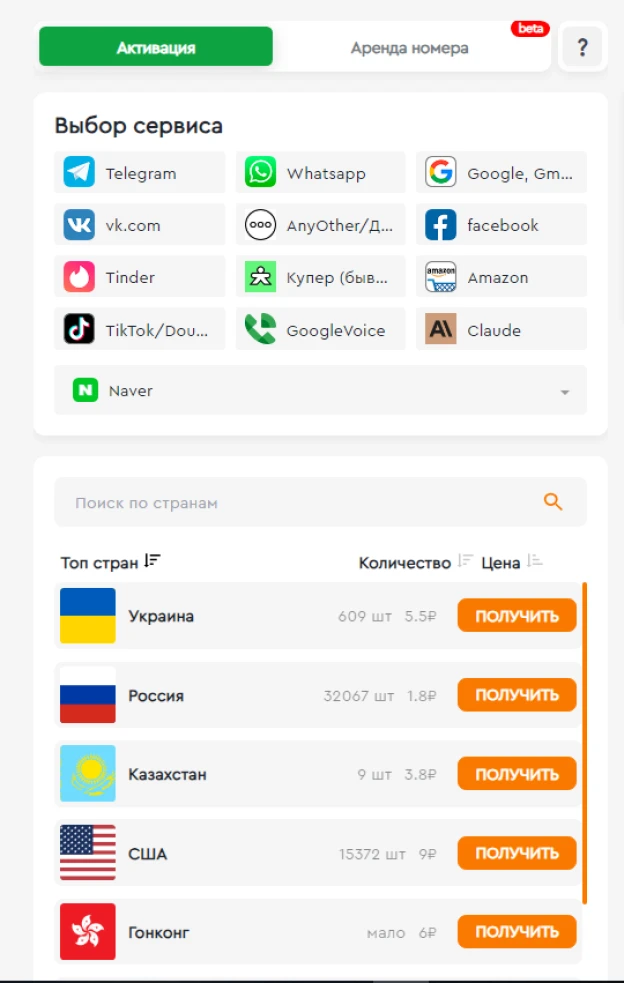 Активация
Аренда номера
beta
?
Выбор сервиса
Telegram
Whatsapp
Google, Gm...
vk.com
AnyOther/Д...
facebook
Tinder
Купер (быв...
amazon
Amazon
TikTok/Dou...
GoogleVoice
Claude
Naver
Поиск по странам
Топ стран Количество Цена
Украина 609 шт 5.5₽ ПОЛУЧИТЬ
Россия 32067 шт 1.8₽ ПОЛУЧИТЬ
Казахстан 9 шт 3.8₽ ПОЛУЧИТЬ
США 15372 шт 9₽ ПОЛУЧИТЬ
Гонконг мало 6₽ ПОЛУЧИТЬ